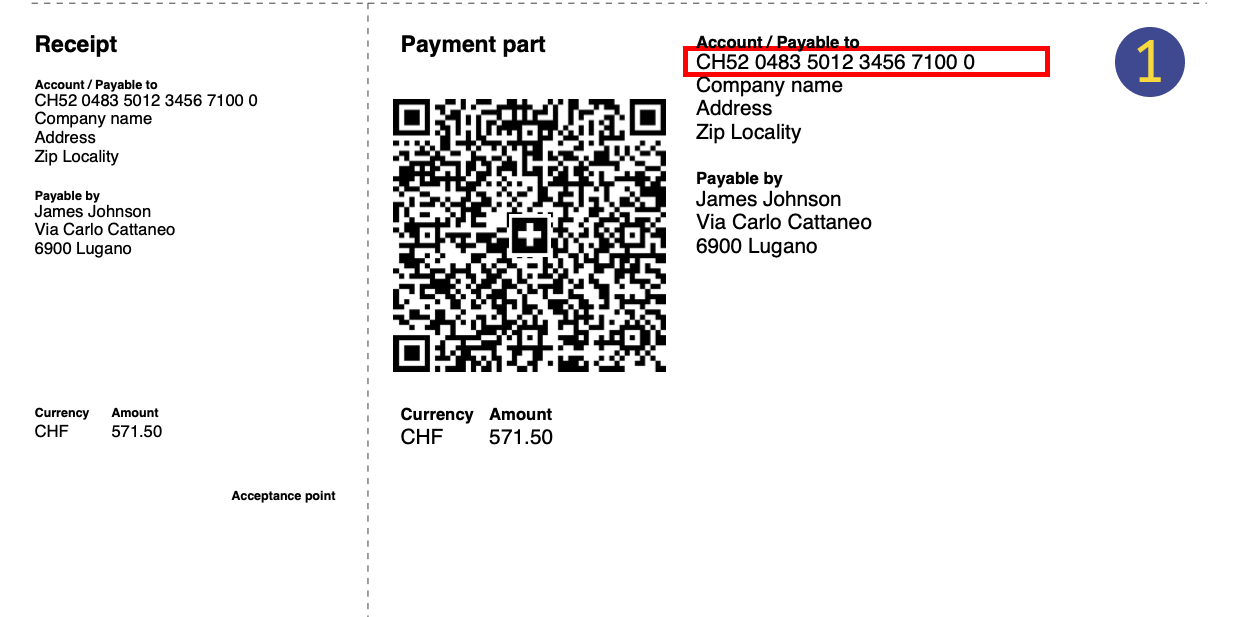 Receipt
Account / Payable to
CH52 0483 5012 3456 7100 0
Company name
Address
Zip Locality
Payable by
James Johnson
Via Carlo Cattaneo
6900 Lugano
Currency Amount
CHF 571.50
Acceptance point
Payment part
Currency Amount
CHF 571.50
Account / Payable to
CH52 0483 5012 3456 7100 0
Company name
Address
Zip Locality
Payable by
James Johnson
Via Carlo Cattaneo
6900 Lugano
1